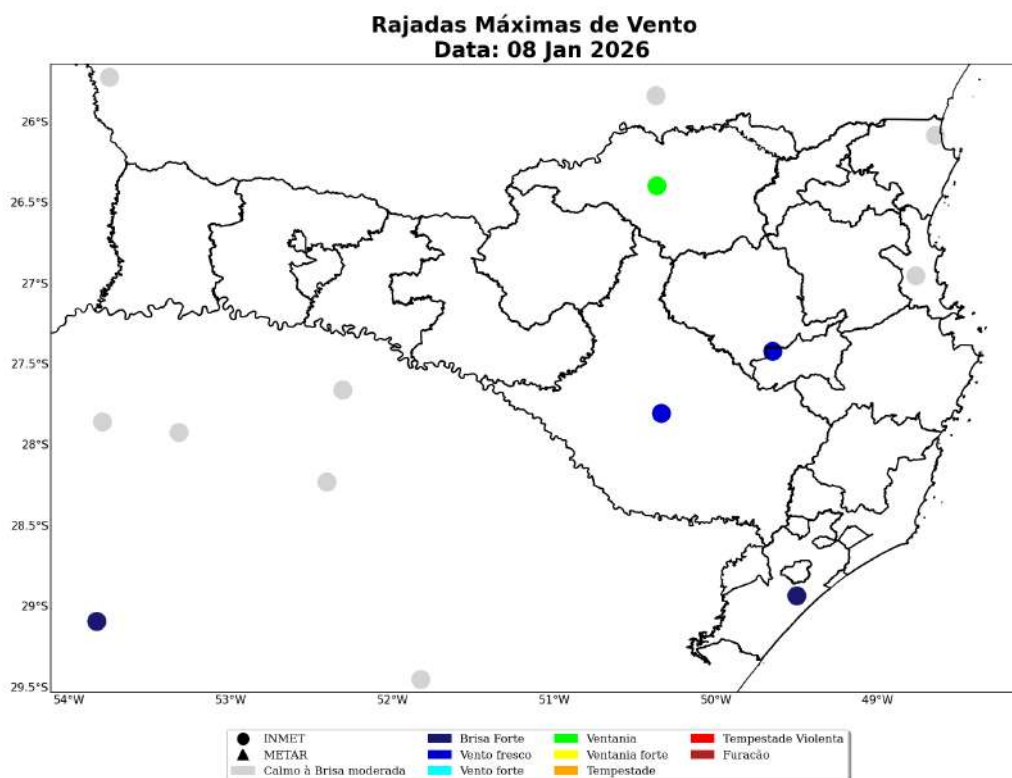 Rajadas Máximas de Vento
Data: 08 Jan 2026
26°S
26.5°S
27°S
27.5°S
28°S
28.5°S
29°S
29.5°S
54°W
53°W
52°W
51°W
50°W
49°W
INMET
METAR
Calmo à Brisa moderada
Brisa Forte
Vento fresco
Vento forte
Ventania
Ventania forte
Tempestade
Tempestade Violenta
Furacão